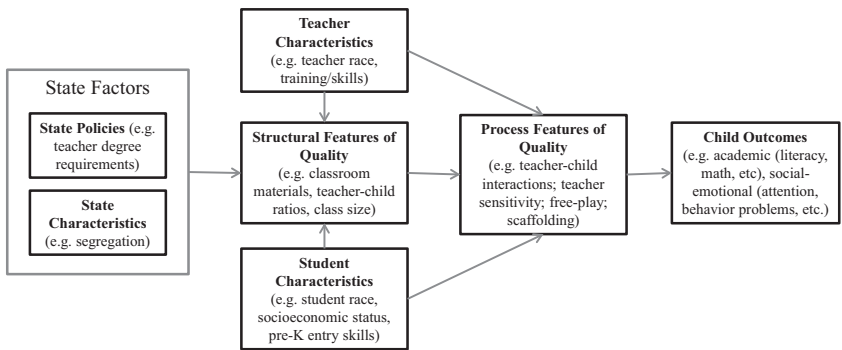 Teacher
Characteristics
(e.g. teacher race,
training/skills)
State Factors
State Policies (e.g.
teacher degree
requirements)
State
Characteristics
(e.g. segregation)
Structural Features of
Quality
(e.g. classroom
materials, teacher-child
ratios, class size)
Process Features of
Quality
(e.g. teacher-child
interactions; teacher
sensitivity; free-play;
scaffolding)
Child Outcomes
(e.g. academic (literacy,
math, etc), social-
emotional (attention,
behavior problems, etc.)
Student
Characteristics
(e.g. student race,
socioeconomic status,
pre-K entry skills)